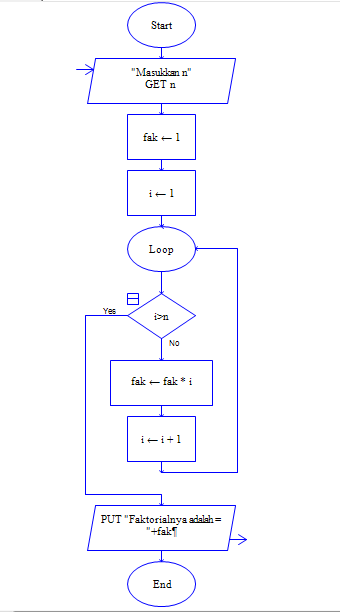 Start
"Masukkan n"
GET n
fak ← 1
i ← 1
Loop
Yes
i>n
No
fak ← fak * i
i ← i + 1
PUT "Faktorialnya adalah=
"+fak¶
End